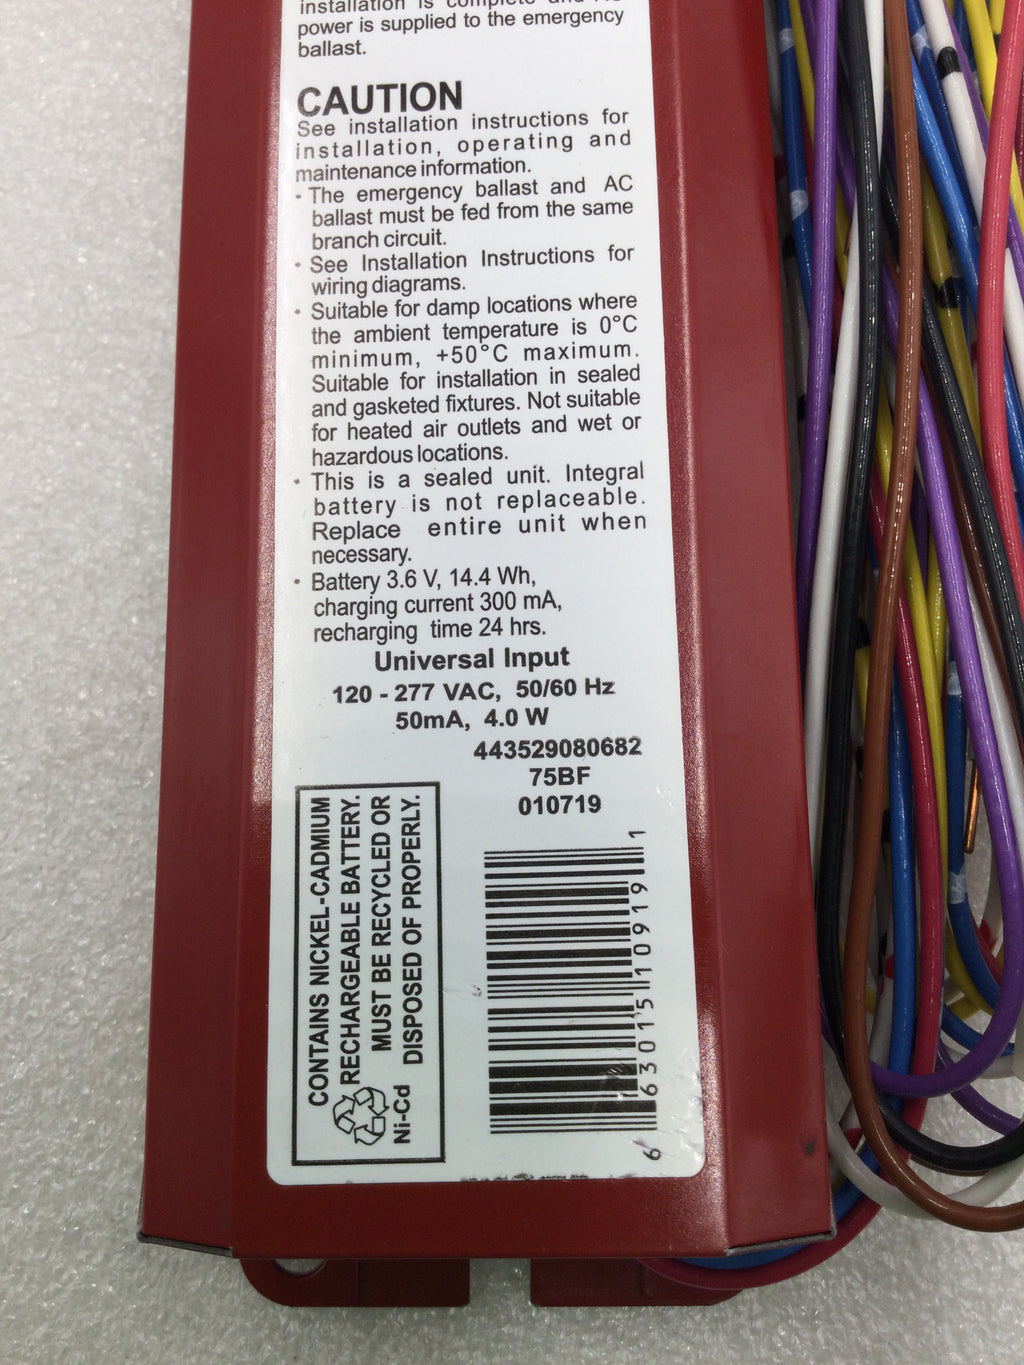 installation is complete and AC
power is supplied to the emergency
ballast.
CAUTION
See installation instructions for
installation, operating and
maintenance information.
• The emergency ballast and AC
ballast must be fed from the same
branch circuit.
• See Installation Instructions for
wiring diagrams.
• Suitable for damp locations where
the ambient temperature is 0°C
minimum, +50°C maximum.
Suitable for installation in sealed
and gasketed fixtures. Not suitable
for heated air outlets and wet or
hazardous locations.
• This is a sealed unit. Integral
battery is not replaceable.
Replace entire unit when
necessary.
• Battery 3.6 V, 14.4 Wh,
charging current 300 mA,
recharging time 24 hrs.
Universal Input
120 - 277 VAC, 50/60 Hz
50mA, 4.0 W
443529080682
75BF
010719
CONTAINS NICKEL-CADMIUM
RECHARGEABLE BATTERY.
MUST BE RECYCLED OR
DISPOSED OF PROPERLY.
Ni-Cd
6 63015 10919 1